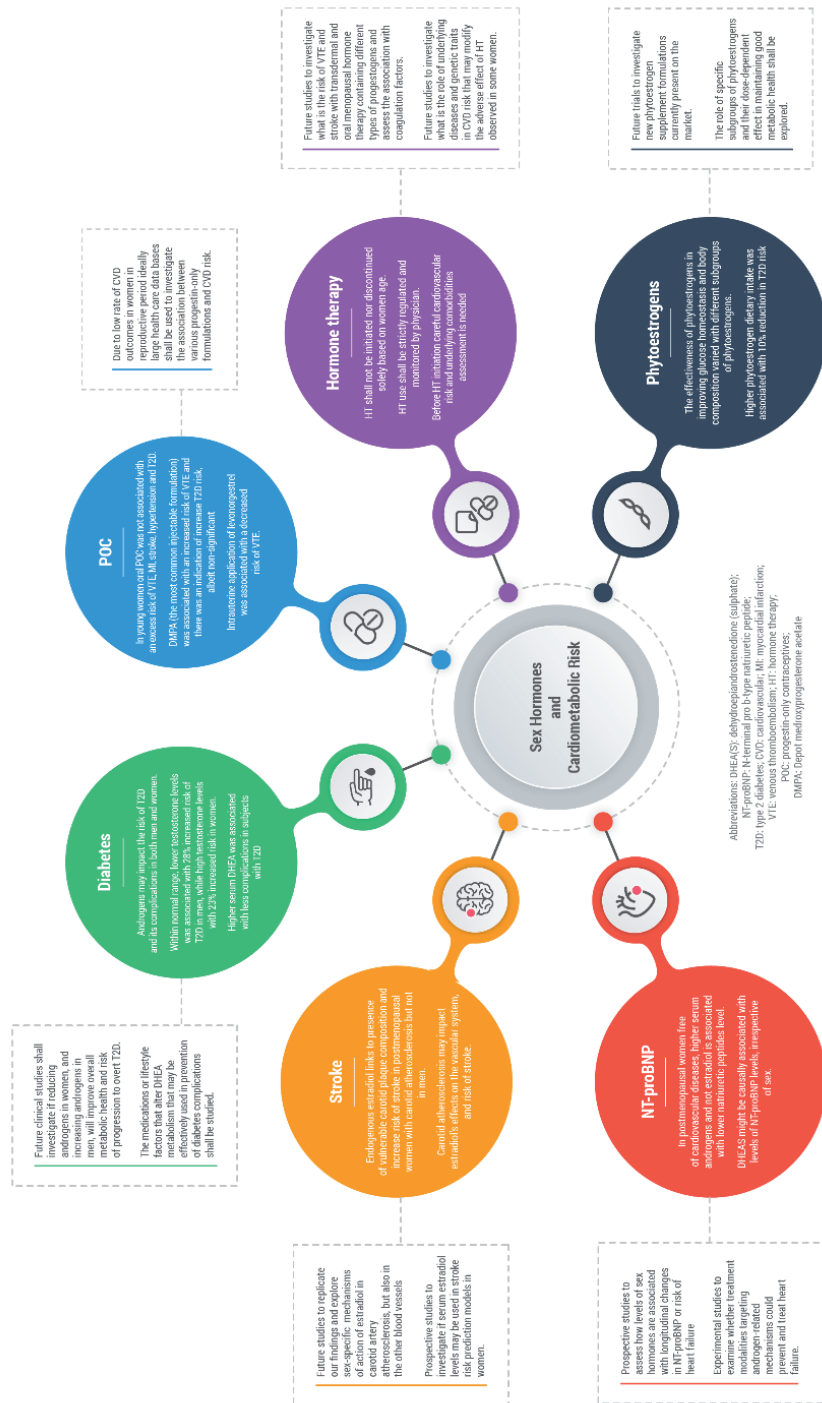 Sex Hormones
and
Cardiometabolic Risk
Diabetes
Androgens may impact the risk of T2D
and its complications in both men and women.
Within normal range, lower testosterone levels
was associated with 28% increased risk of
T2D in men, while high testosterone levels
with 23% increased risk in women.
Higher serum DHEA was associated
with less complications in subjects
with T2D
Future clinical studies shall
investigate if reducing
androgens in women, and
increasing androgens in
men, will improve overall
metabolic health and risk
of progression to overt T2D.
The medications or lifestyle
factors that alter DHEA
metabolism that may be
effectively used in prevention
of diabetes complications
shall be studied.
POC
In young women oral POC was not associated with
an excess risk of VTE, MI, stroke, hypertension and T2D.
DMPA (the most common injectable formulation)
was associated with an increased risk of VTE and
there was an indication of increase T2D risk,
albeit non-significant
Intrauterine application of levonorgestrel
was associated with a decreased
risk of VTE.
Due to low rate of CVD
outcomes in women in
reproductive period ideally
large health care data bases
shall be used to investigate
the association between
various progestin-only
formulations and CVD risk.
Stroke
Endogenous estradiol links to presence
of vulnerable carotid plaque composition and
increase risk of stroke in postmenopausal
women with carotid atherosclerosis but not
in men.
Carotid atherosclerosis may impact
estradiol's effects on the vascular system,
and risk of stroke.
Future studies to replicate
our findings and explore
sex-specific mechanisms
of action of estradiol in
carotid artery
atherosclerosis, but also in
the other blood vessels
Prospective studies to
investigate if serum estradiol
levels may be used in stroke
risk prediction models in
women.
Hormone therapy
HT shall not be initiated nor discontinued
solely based on women age.
HT use shall be strictly regulated and
monitored by physician.
Before HT initiation careful cardiovascular
risk and underlying comorbidities
assessment is needed
Future studies to investigate
what is the risk of VTE and
stroke with transdermal and
oral menopausal hormone
therapy containing different
types of progestogens and
assess the association with
coagulation factors.
Future studies to investigate
what is the role of underlying
diseases and genetic traits
in CVD risk that may modify
the adverse effect of HT
observed in some women.
NT-proBNP
In postmenopausal women free
of cardiovascular diseases, higher serum
androgens and not estradiol is associated
with lower natriuretic peptides level.
DHEAS might be causally associated with
levels of NT-proBNP levels, irrespective
of sex.
Prospective studies to
assess how levels of sex
hormones are associated
with longitudinal changes
in NT-proBNP or risk of
heart failure
Experimental studies to
examine whether treatment
modalities targeting
androgen-related
mechanisms could
prevent and treat heart
failure.
Phytoestrogens
The effectiveness of phytoestrogens in
improving glucose homeostasis and body
composition varied with different subgroups
of phytoestrogens.
Higher phytoestrogen dietary intake was
associated with 10% reduction in T2D risk
Future trials to investigate
new phytoestrogen
supplement formulations
currently present on the
market.
The role of specific
subgroups of phytoestrogens
and their dose-dependent
effect in maintaining good
metabolic health shall be
explored.
Abbreviations: DHEA(S): dehydroepiandrostenedione (sulphate);
NT-proBNP: N-terminal pro b-type natriuretic peptide;
T2D: type 2 diabetes; CVD: cardiovascular; MI: myocardial infarction;
VTE: venous thromboembolism; HT: hormone therapy;
POC: progestin-only contraceptives;
DMPA: Depot medroxyprogesterone acetate